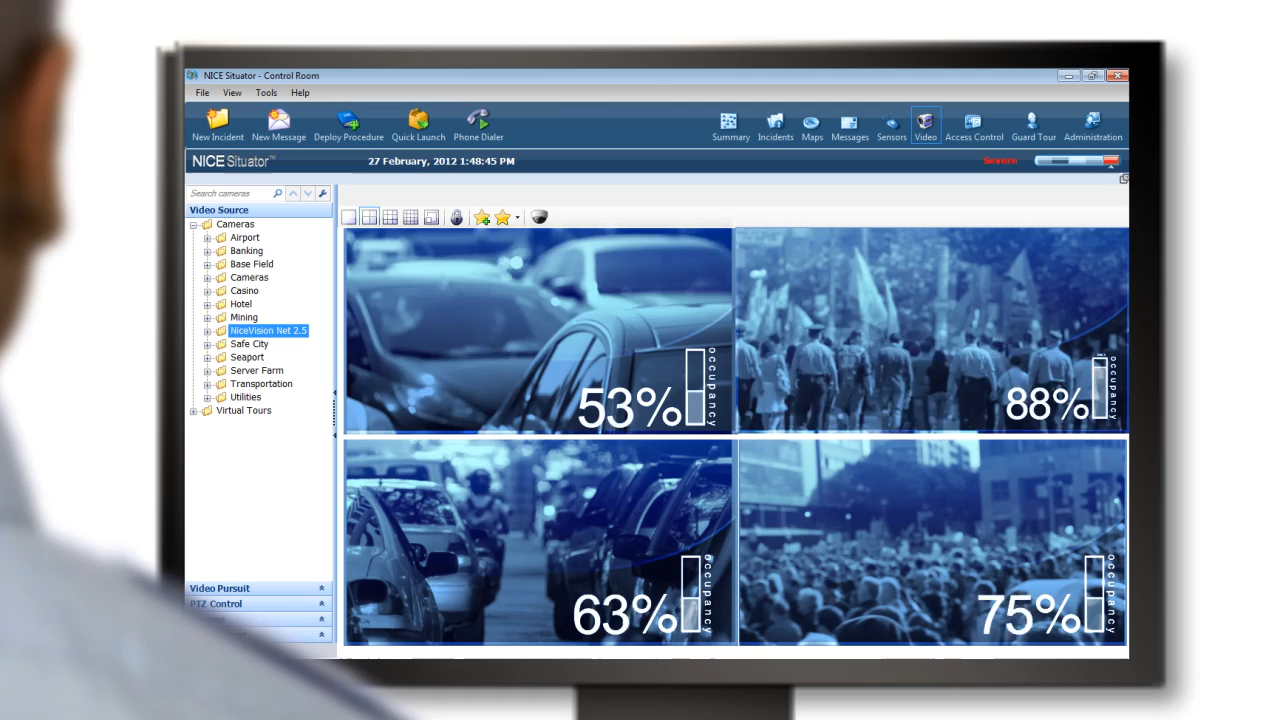 NICE Situator - Control Room
File View Tools Help
New Incident New Message Deploy Procedure Quick Launch Phone Dialer Summary Incidents Maps Messages Sensors Video Access Control Guard Tour Administration
NICE Situator™ 27 February, 2012 1:48:45 PM Severe
Search cameras
Video Source
Cameras
Airport
Banking
Base Field
Cameras
Casino
Hotel
Mining
NiceVision Net 2.5
Safe City
Seaport
Server Farm
Transportation
Utilities
Virtual Tours
53% occupancy
88% occupancy
63% occupancy
75% occupancy
Video Pursuit
PTZ Control